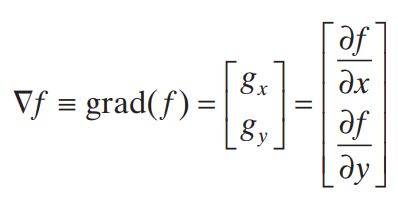 ∇f ≡ grad(f) = [g_x; g_y] = [∂f/∂x; ∂f/∂y]